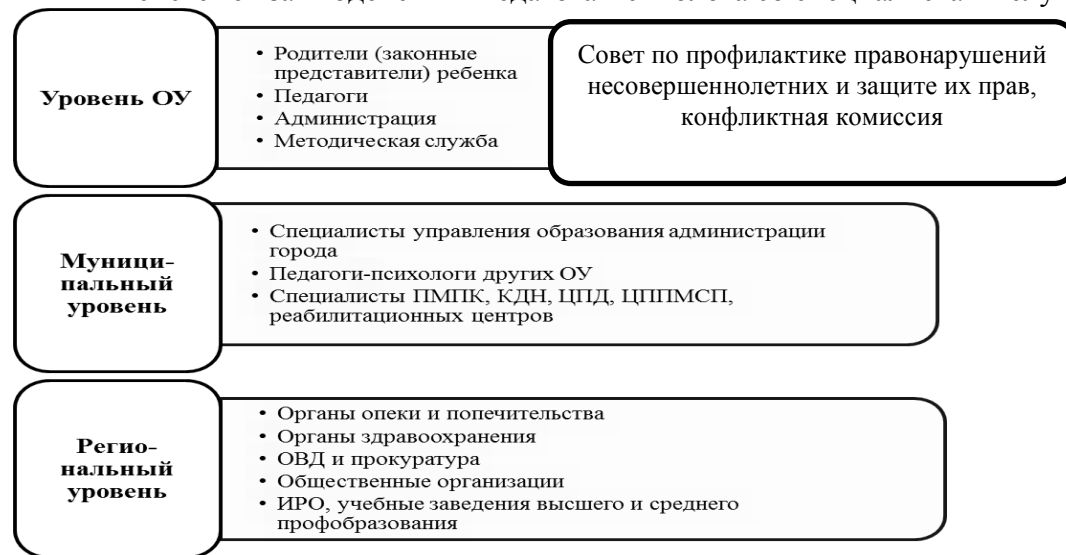 Уровень ОУ
• Родители (законные
представители) ребенка
• Педагоги
• Администрация
• Методическая служба
Совет по профилактике правонарушений
несовершеннолетних и защите их прав,
конфликтная комиссия
Муници-
пальный
уровень
• Специалисты управления образования администрации
города
• Педагоги-психологи других ОУ
• Специалисты ПМПК, КДН, ЦПД, ЦППМСП,
реабилитационных центров
Регио-
нальный
уровень
• Органы опеки и попечительства
• Органы здравоохранения
• ОВД и прокуратура
• Общественные организации
• ИРО, учебные заведения высшего и среднего
профобразования